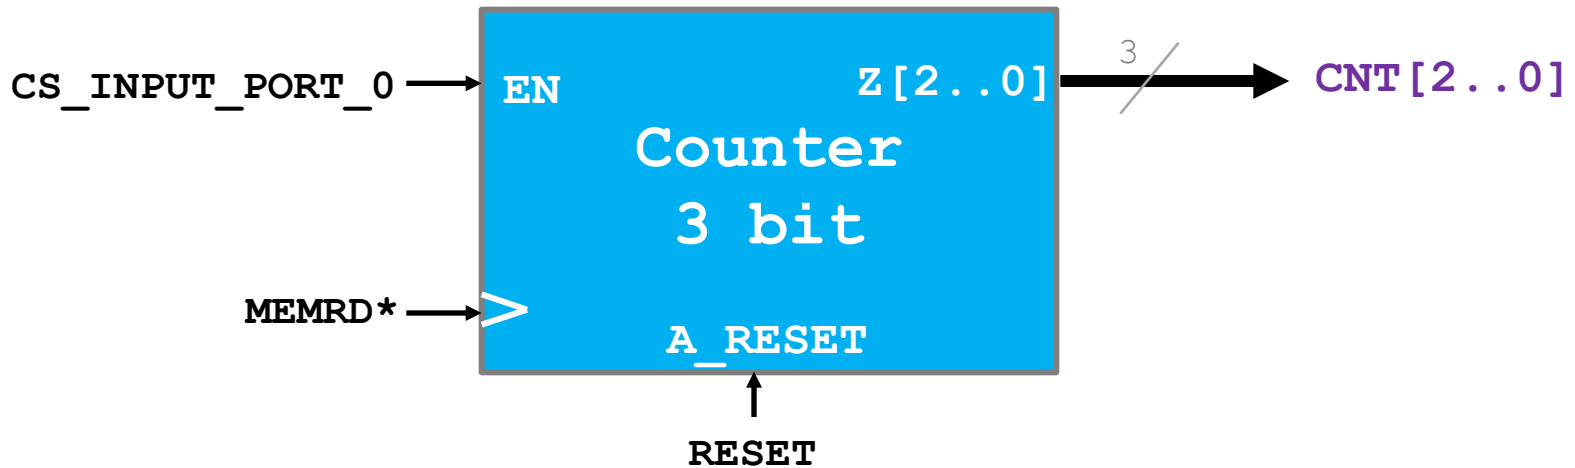 CS_INPUT_PORT_0
EN
Z[2..0]
3
CNT[2..0]
Counter
3 bit
MEMRD*
A_RESET
RESET